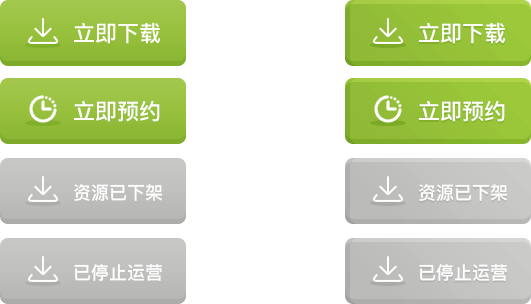 立即下载 立即下载
立即预约 立即预约
资源已下架 资源已下架
已停止运营 已停止运营